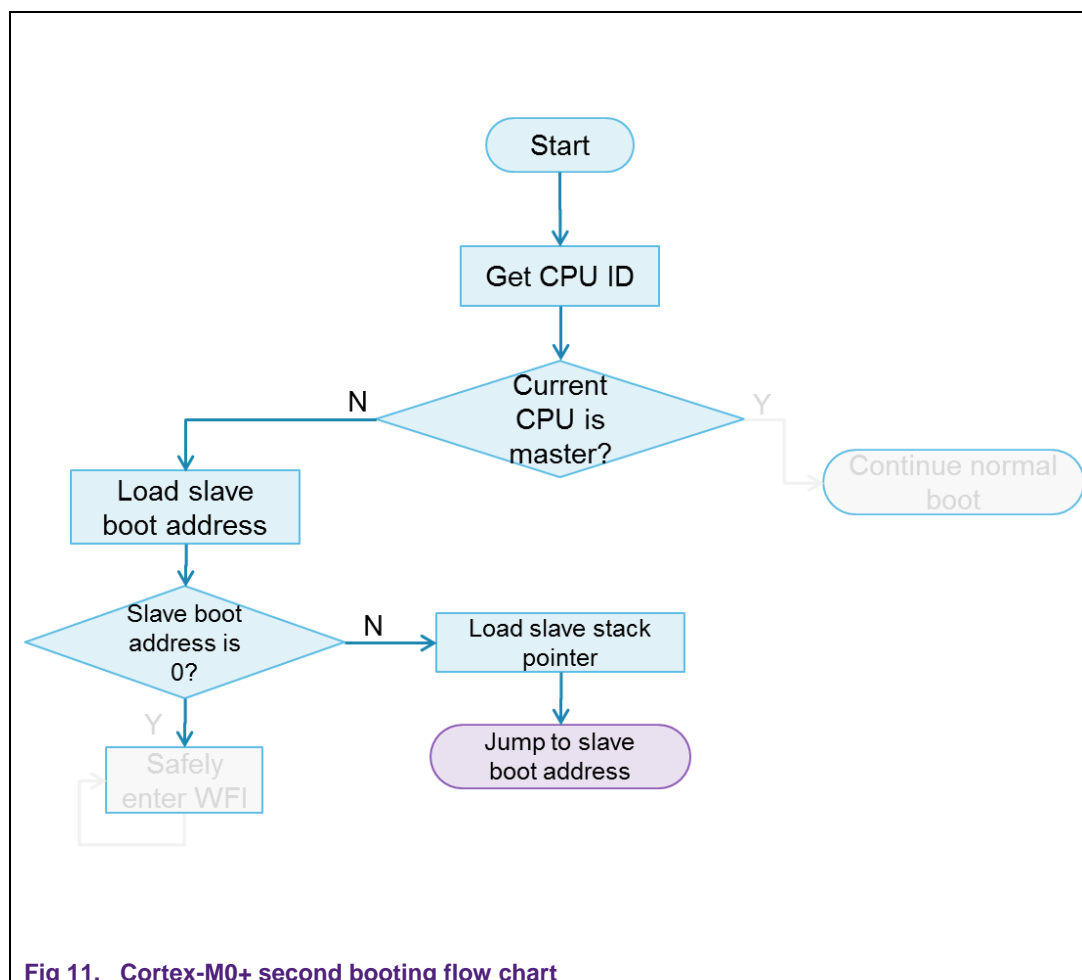 Start
Get CPU ID
Current
CPU is
master?
N
Y
Continue normal
boot
Load slave
boot address
Slave boot
address is
0?
N
Load slave stack
pointer
Y
Safely
enter WFI
Jump to slave
boot address
Fig 11. Cortex-M0+ second booting flow chart